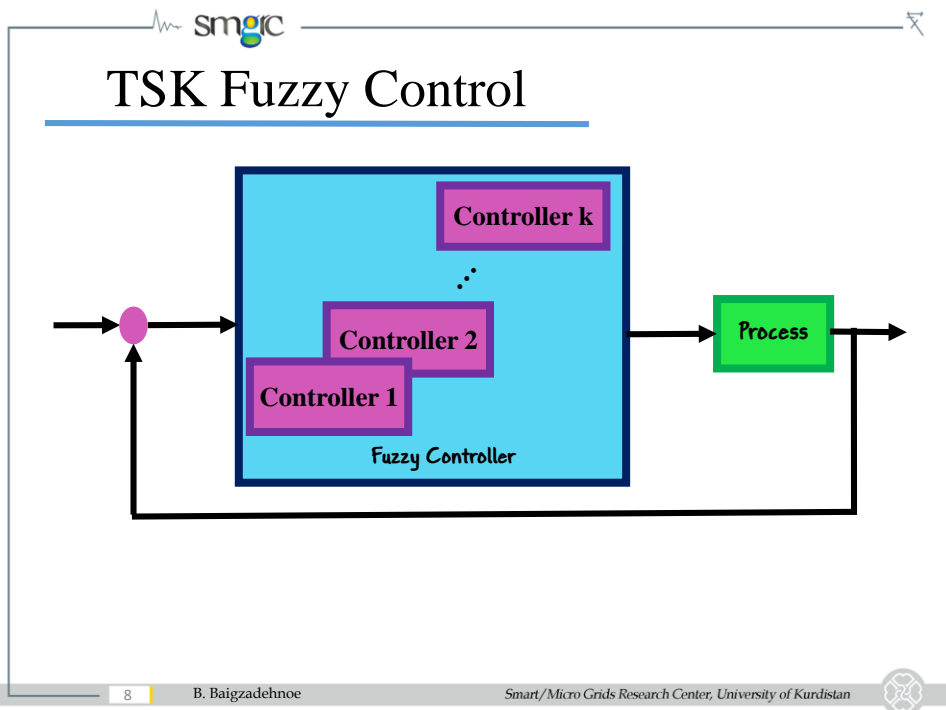 smgrc
TSK Fuzzy Control
Controller k
Controller 2
Controller 1
Fuzzy Controller
Process
8
B. Baigzadehnoe
Smart/Micro Grids Research Center, University of Kurdistan